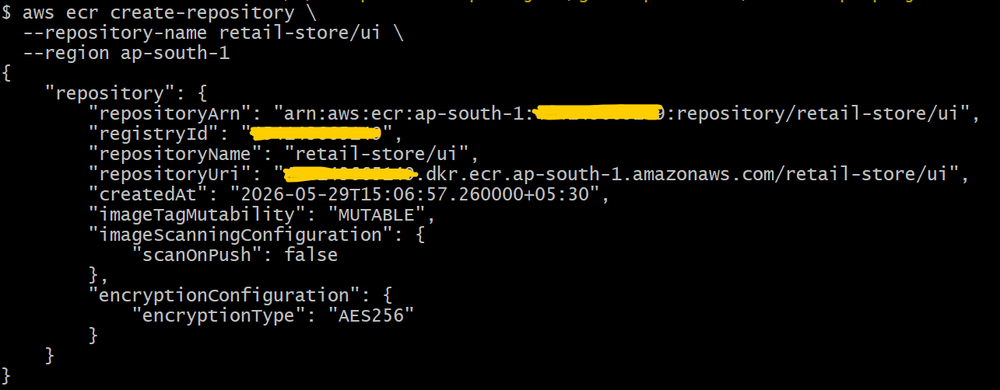 $ aws ecr create-repository \
  --repository-name retail-store/ui \
  --region ap-south-1
{
    "repository": {
        "repositoryArn": "arn:aws:ecr:ap-south-1:9:repository/retail-store/ui",
        "registryId": "",
        "repositoryName": "retail-store/ui",
        "repositoryUri": ".dkr.ecr.ap-south-1.amazonaws.com/retail-store/ui",
        "createdAt": "2026-05-29T15:06:57.260000+05:30",
        "imageTagMutability": "MUTABLE",
        "imageScanningConfiguration": {
            "scanOnPush": false
        },
        "encryptionConfiguration": {
            "encryptionType": "AES256"
        }
    }
}